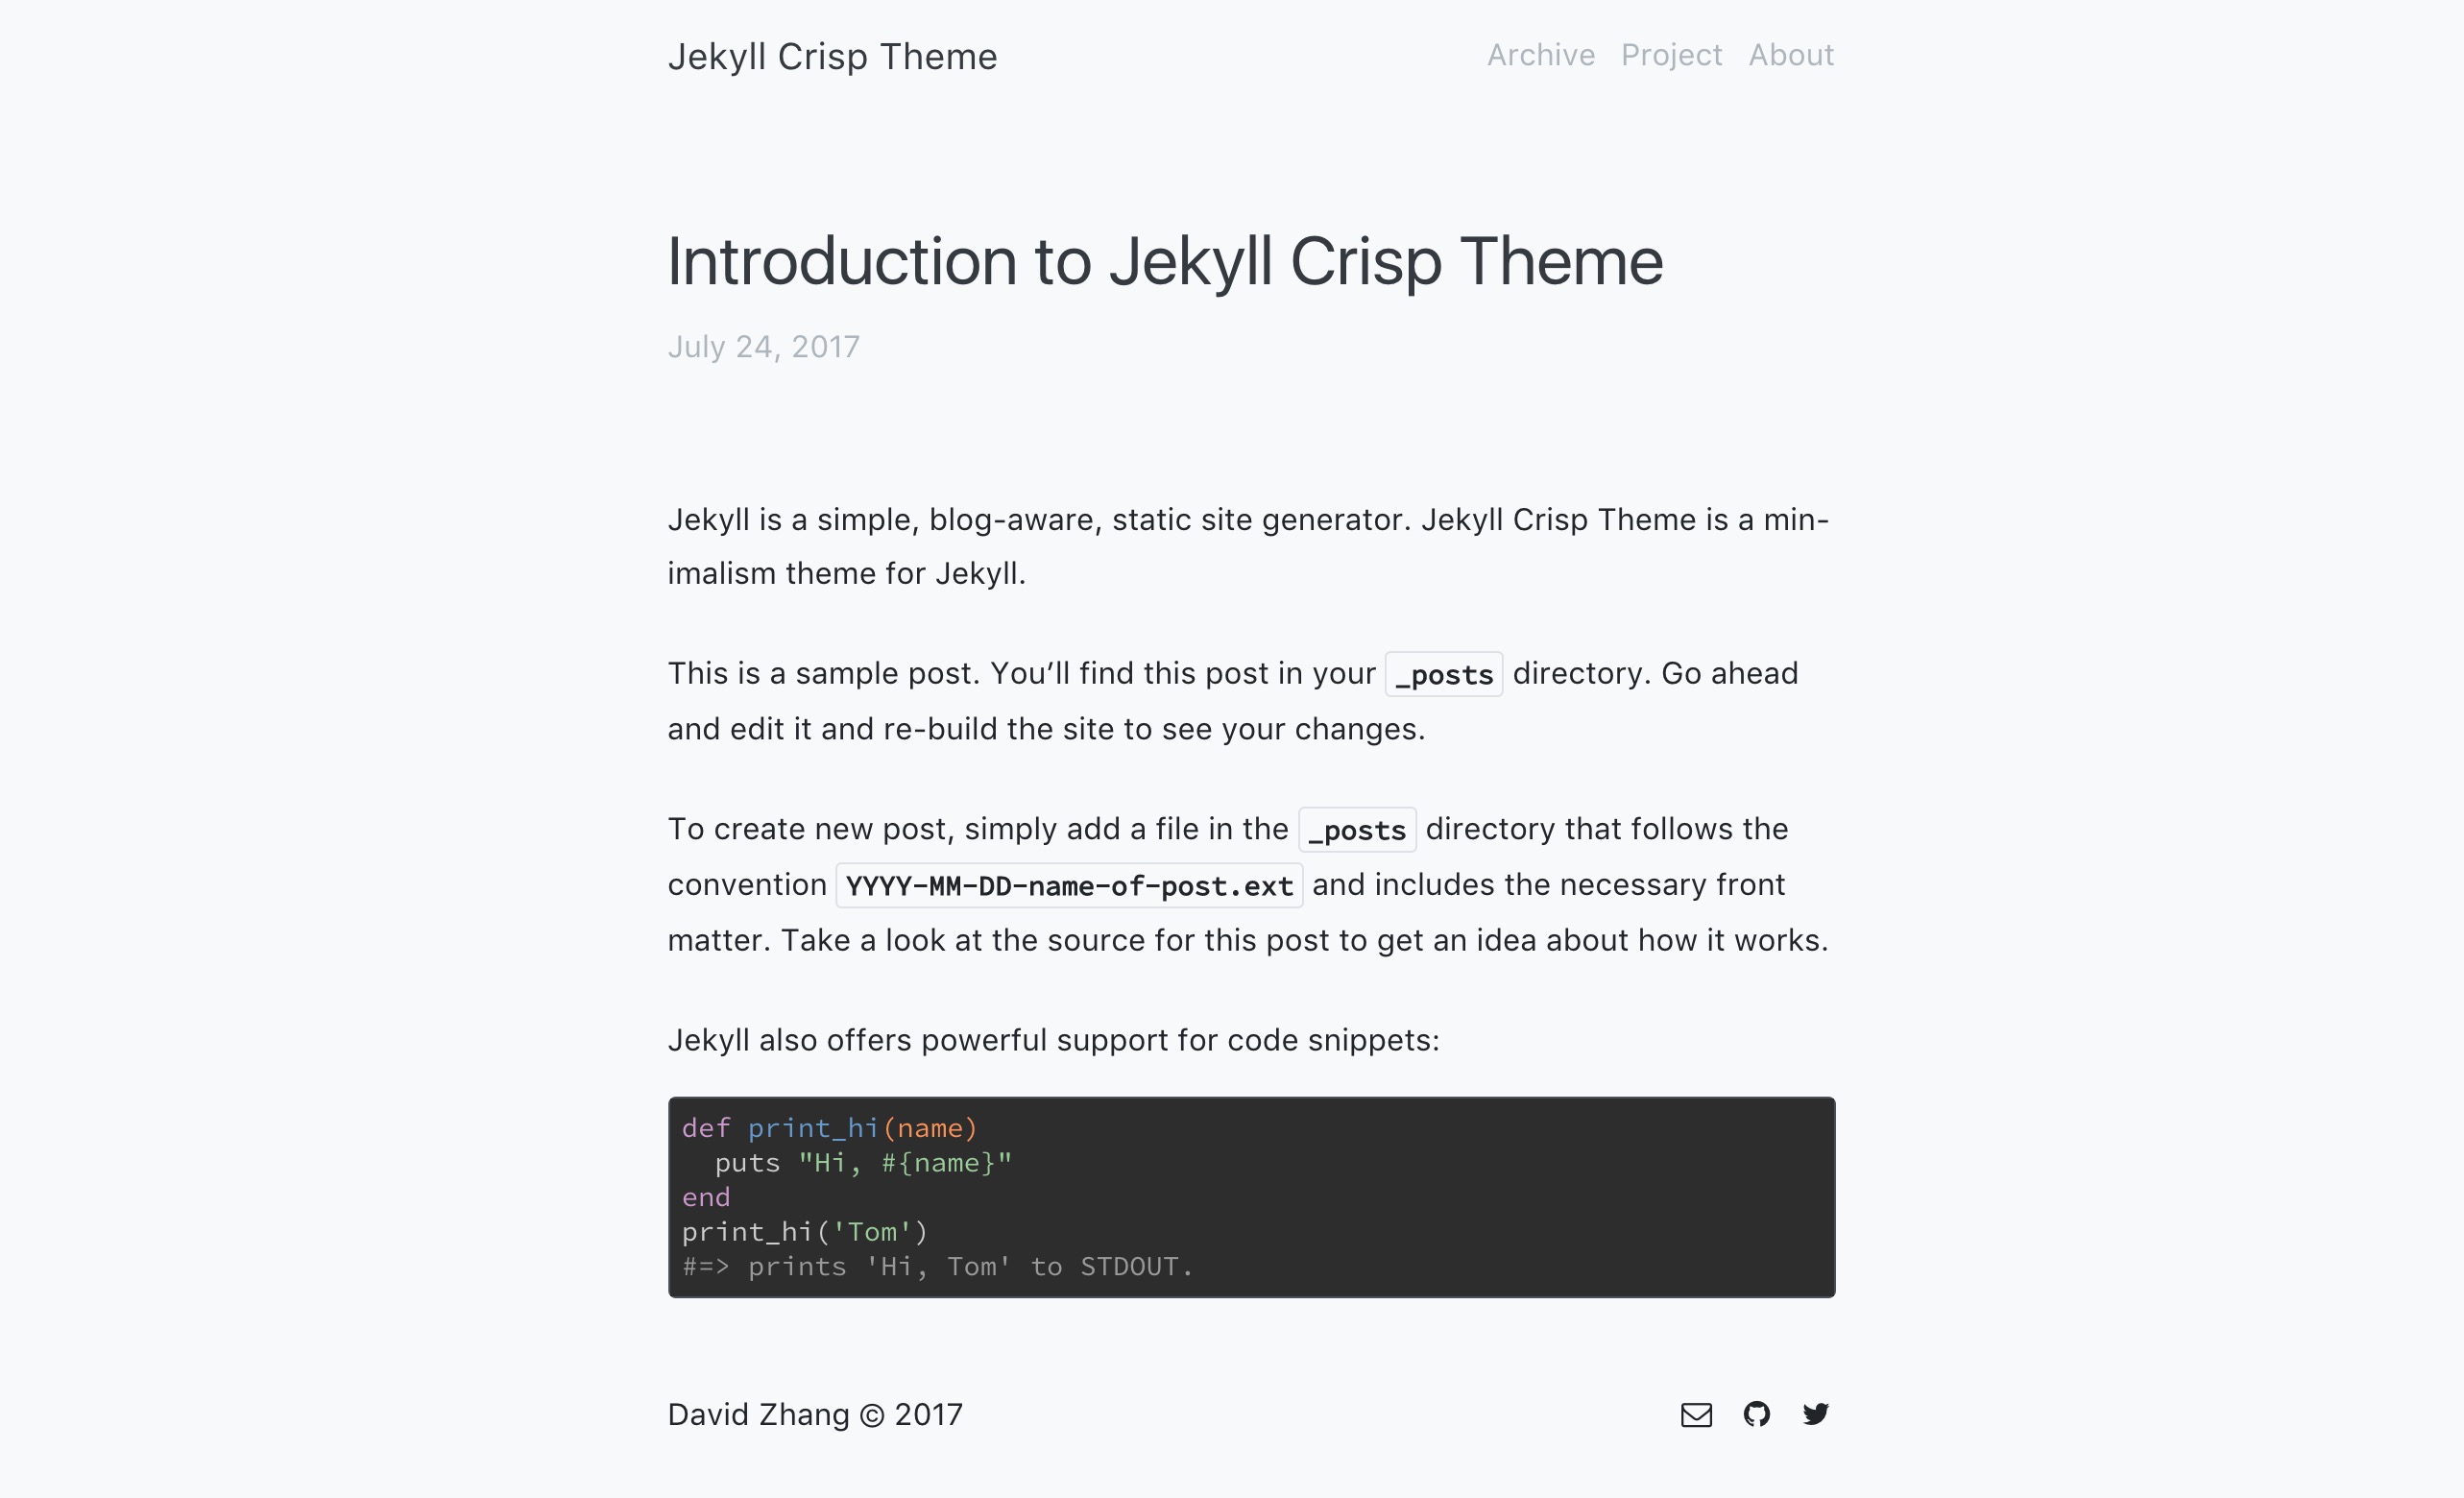 Jekyll Crisp Theme
Archive Project About
Introduction to Jekyll Crisp Theme
July 24, 2017
Jekyll is a simple, blog-aware, static site generator. Jekyll Crisp Theme is a min-
imalism theme for Jekyll.
This is a sample post. You’ll find this post in your _posts directory. Go ahead
and edit it and re-build the site to see your changes.
To create new post, simply add a file in the _posts directory that follows the
convention YYYY-MM-DD-name-of-post.ext and includes the necessary front
matter. Take a look at the source for this post to get an idea about how it works.
Jekyll also offers powerful support for code snippets:
def print_hi(name)
  puts "Hi, #{name}"
end
print_hi('Tom')
#=> prints 'Hi, Tom' to STDOUT.
David Zhang © 2017